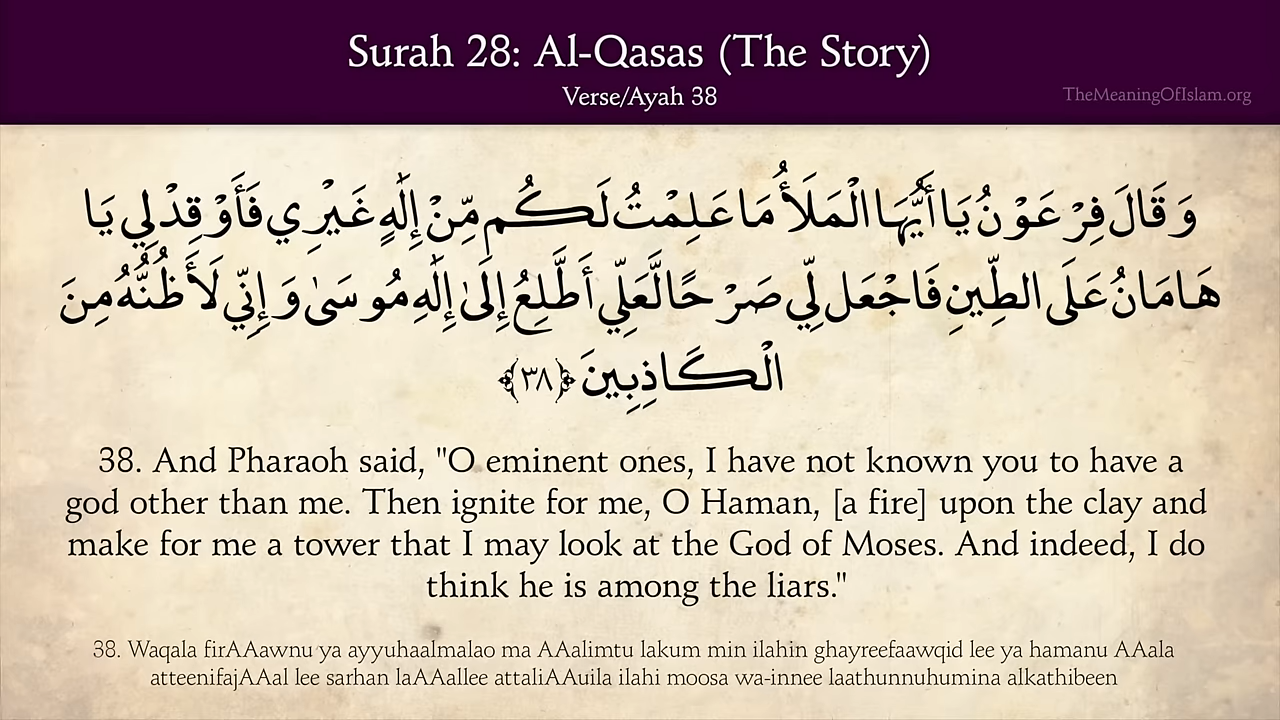 Surah 28: Al-Qasas (The Story)
Verse/Ayah 38
TheMeaningOfIslam.org
وَقَالَ فِرْعَوْنُ يَا أَيُّهَا الْمَلَأُ مَا عَلِمْتُ لَكُم مِّنْ إِلَٰهٍ غَيْرِي فَأَوْقِدْ لِي يَا
هَامَانُ عَلَى الطِّينِ فَاجْعَل لِّي صَرْحًا لَّعَلِّي أَطَّلِعُ إِلَىٰ إِلَٰهِ مُوسَىٰ وَإِنِّي لَأَظُنُّهُ مِنَ
الْكَاذِبِينَ ﴿٣٨﴾
38. And Pharaoh said, "O eminent ones, I have not known you to have a
god other than me. Then ignite for me, O Haman, [a fire] upon the clay and
make for me a tower that I may look at the God of Moses. And indeed, I do
think he is among the liars."
38. Waqala firAAawnu ya ayyuhaalmalao ma AAalimtu lakum min ilahin ghayreefaawqid lee ya hamanu AAala
atteenifajAAal lee sarhan laAAallee attaliAAuila ilahi moosa wa-innee laathunnuhumina alkathibeen